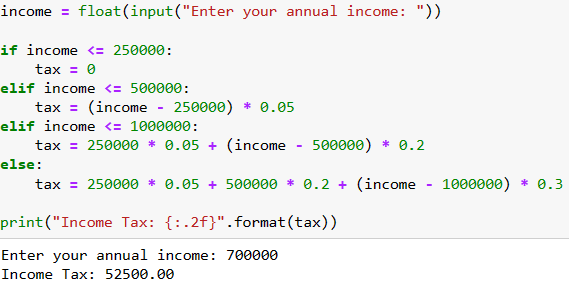 income = float(input("Enter your annual income: "))
if income <= 250000:
    tax = 0
elif income <= 500000:
    tax = (income - 250000) * 0.05
elif income <= 1000000:
    tax = 250000 * 0.05 + (income - 500000) * 0.2
else:
    tax = 250000 * 0.05 + 500000 * 0.2 + (income - 1000000) * 0.3
print("Income Tax: {:.2f}".format(tax))
Enter your annual income: 700000
Income Tax: 52500.00